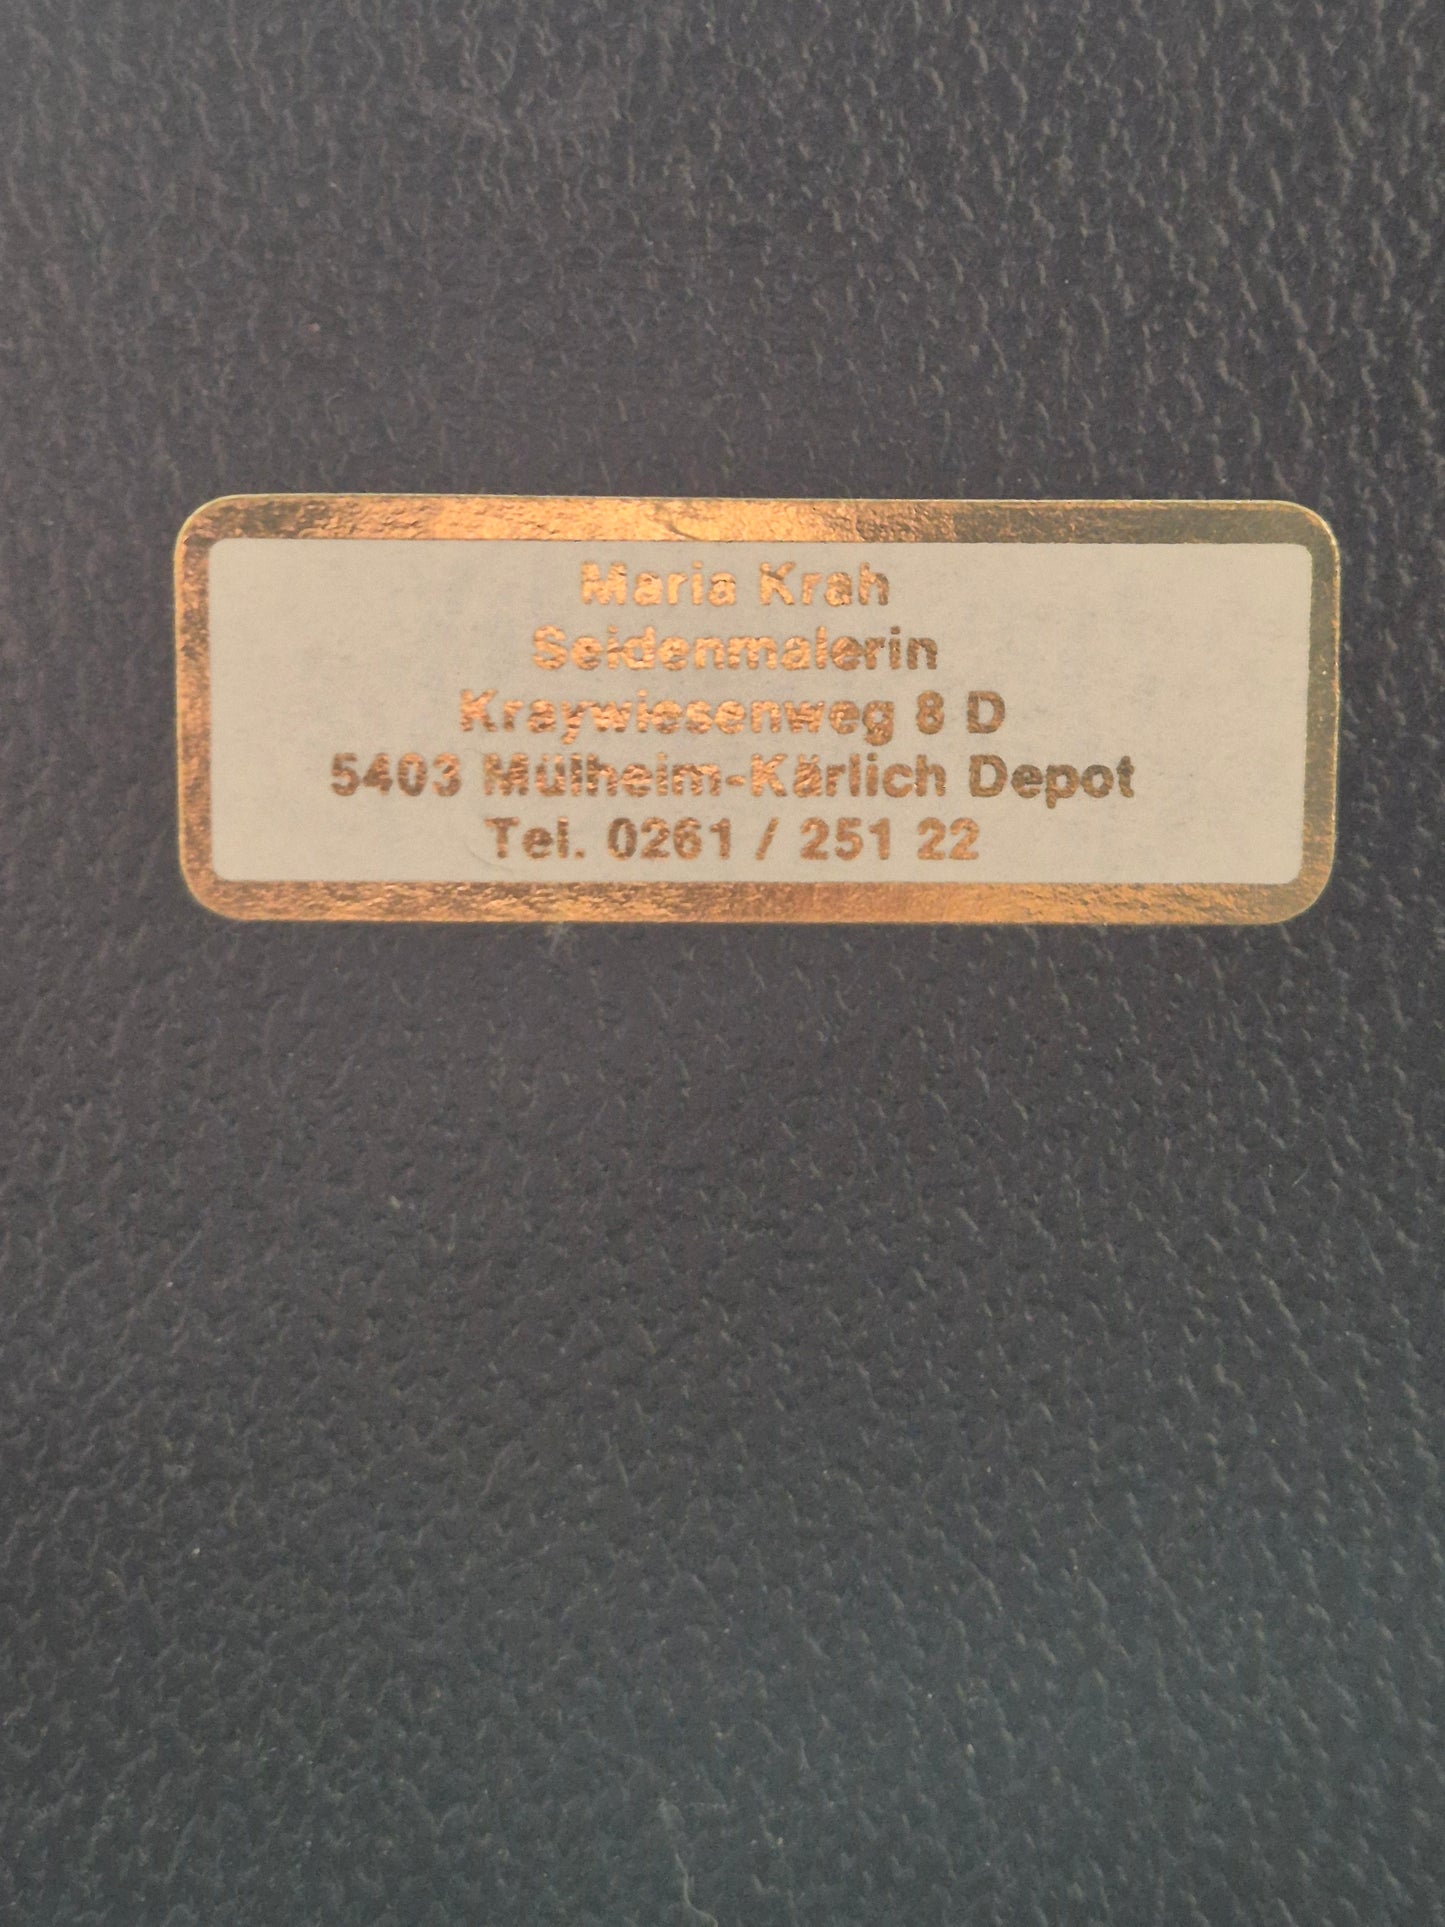 Maria Krah
Seidenmalerin
Kraywiesenweg 8 D
5403 Mülheim-Kärlich Depot
Tel. 0261 / 251 22